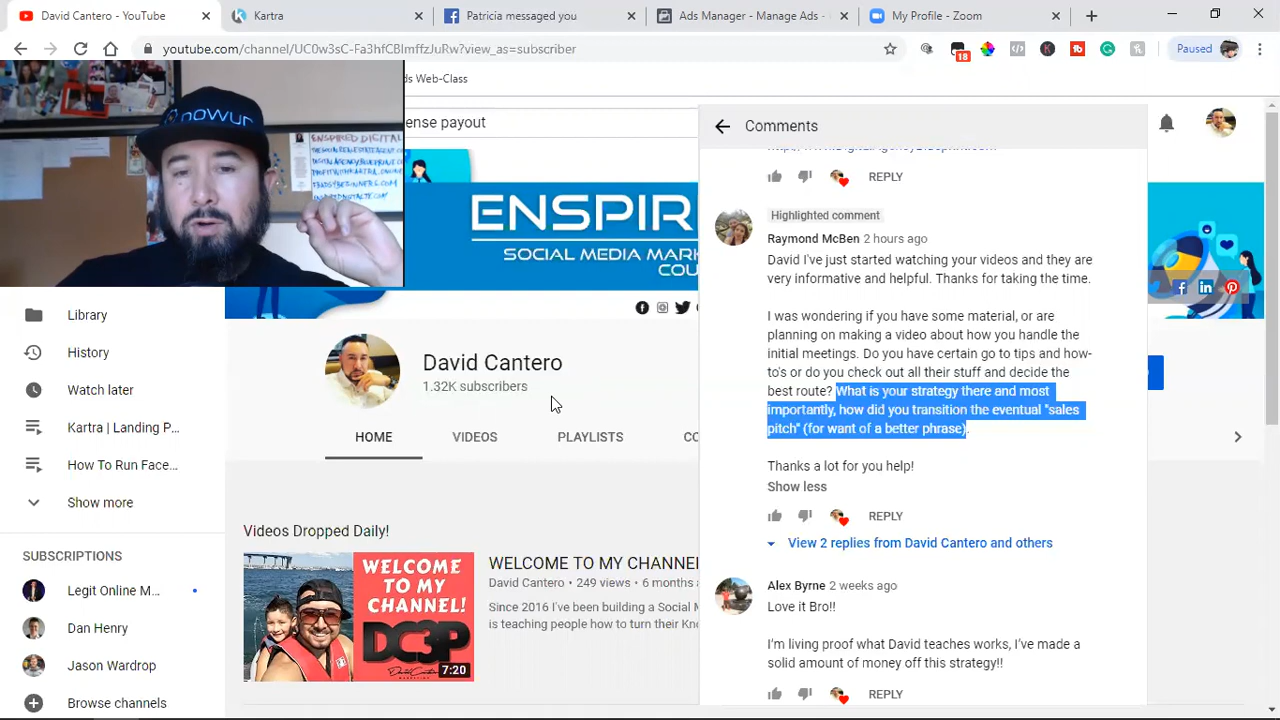 David Cantero - YouTube
Kartra
Patricia messaged you
Ads Manager - Manage Ads -
My Profile - Zoom
youtube.com/channel/UC0w3sC-Fa3hfCBlmffzJuRw?view_as=subscriber
18
Paused
ds Web-Class
ense payout
nowur
ENSPIRED DIGITAL
ENSPIR
SOCIAL MEDIA MAR
COU
Library
History
Watch later
Kartra | Landing P...
How To Run Face...
Show more
SUBSCRIPTIONS
Legit Online M...
Dan Henry
Jason Wardrop
Browse channels
David Cantero
1.32K subscribers
HOME
VIDEOS
PLAYLISTS
CO
Videos Dropped Daily!
WELCOME
TO MY
CHANNEL!
DC3P
7:20
WELCOME TO MY CHANNE
David Cantero • 249 views • 6 months a
Since 2016 I've been building a Social M
is teaching people how to turn their Kno
Comments
REPLY
Highlighted comment
Raymond McBen 2 hours ago
David I've just started watching your videos and they are
very informative and helpful. Thanks for taking the time.
I was wondering if you have some material, or are
planning on making a video about how you handle the
initial meetings. Do you have certain go to tips and how-
to's or do you check out all their stuff and decide the
best route? What is your strategy there and most
importantly, how did you transition the eventual "sales
pitch" (for want of a better phrase).
Thanks a lot for you help!
Show less
REPLY
View 2 replies from David Cantero and others
Alex Byrne 2 weeks ago
Love it Bro!!
I'm living proof what David teaches works, I've made a
solid amount of money off this strategy!!
REPLY